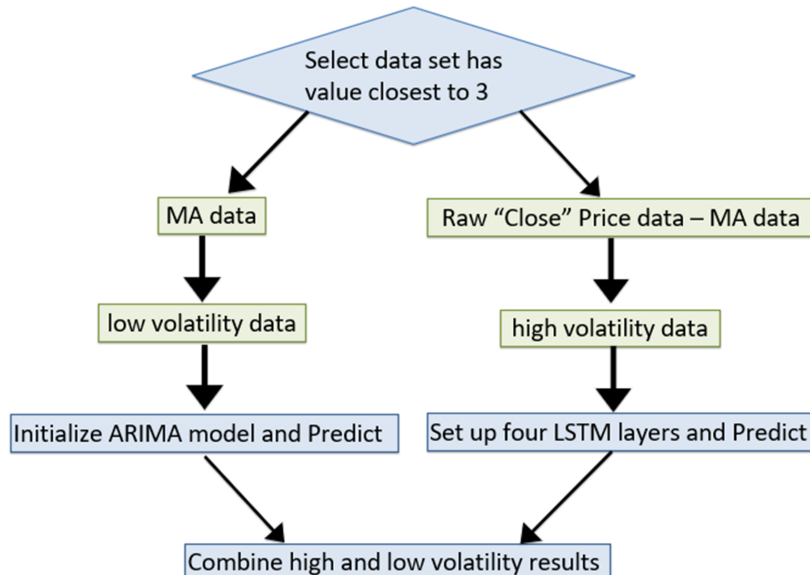 Select data set has
value closest to 3
MA data
Raw “Close” Price data – MA data
low volatility data
high volatility data
Initialize ARIMA model and Predict
Set up four LSTM layers and Predict
Combine high and low volatility results